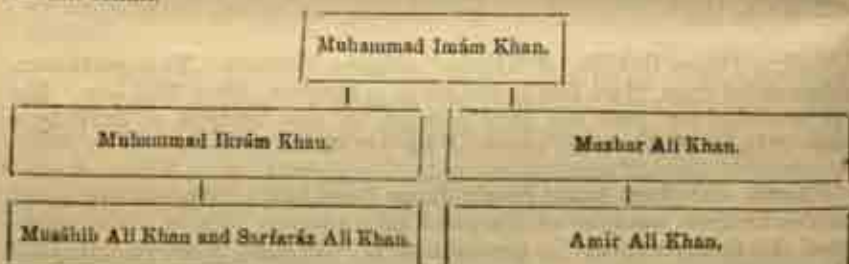 Muhammad Imám Khan.
Muhammad Ikrám Khan.
Mazhar Ali Khan.
Musáhib Ali Khan and Sarfaráz Ali Khan.
Amir Ali Khan.